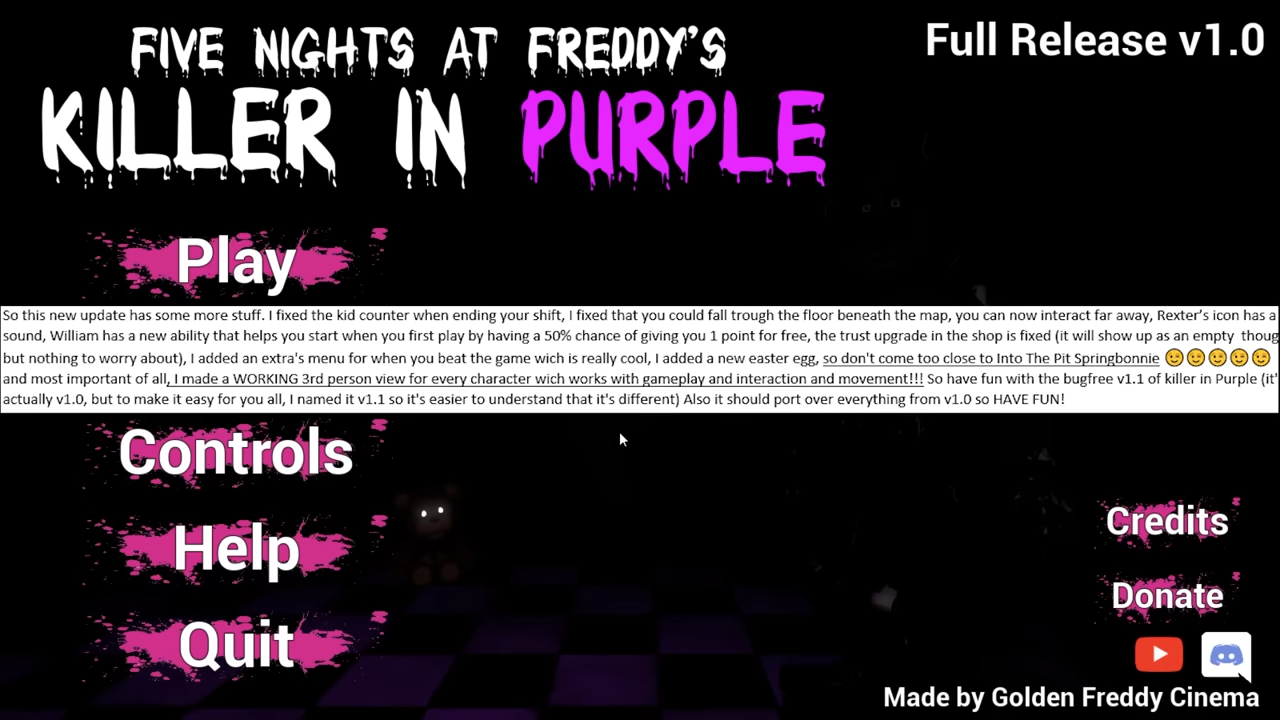 FIVE NIGHTS AT FREDDY'S
KILLER IN PURPLE
Full Release v1.0
Play
So this new update has some more stuff. I fixed the kid counter when ending your shift, I fixed that you could fall trough the floor beneath the map, you can now interact far away, Rexter's icon has a
sound, William has a new ability that helps you start when you first play by having a 50% chance of giving you 1 point for free, the trust upgrade in the shop is fixed (it will show up as an empty thoug
but nothing to worry about), I added an extra's menu for when you beat the game wich is really cool, I added a new easter egg, so don't come too close to Into The Pit Springbonnie 😉😉😉😉😉
and most important of all, I made a WORKING 3rd person view for every character wich works with gameplay and interaction and movement!!! So have fun with the bugfree v1.1 of killer in Purple (it'
actually v1.0, but to make it easy for you all, I named it v1.1 so it's easier to understand that it's different) Also it should port over everything from v1.0 so HAVE FUN!
Controls
Help
Quit
Credits
Donate
Made by Golden Freddy Cinema